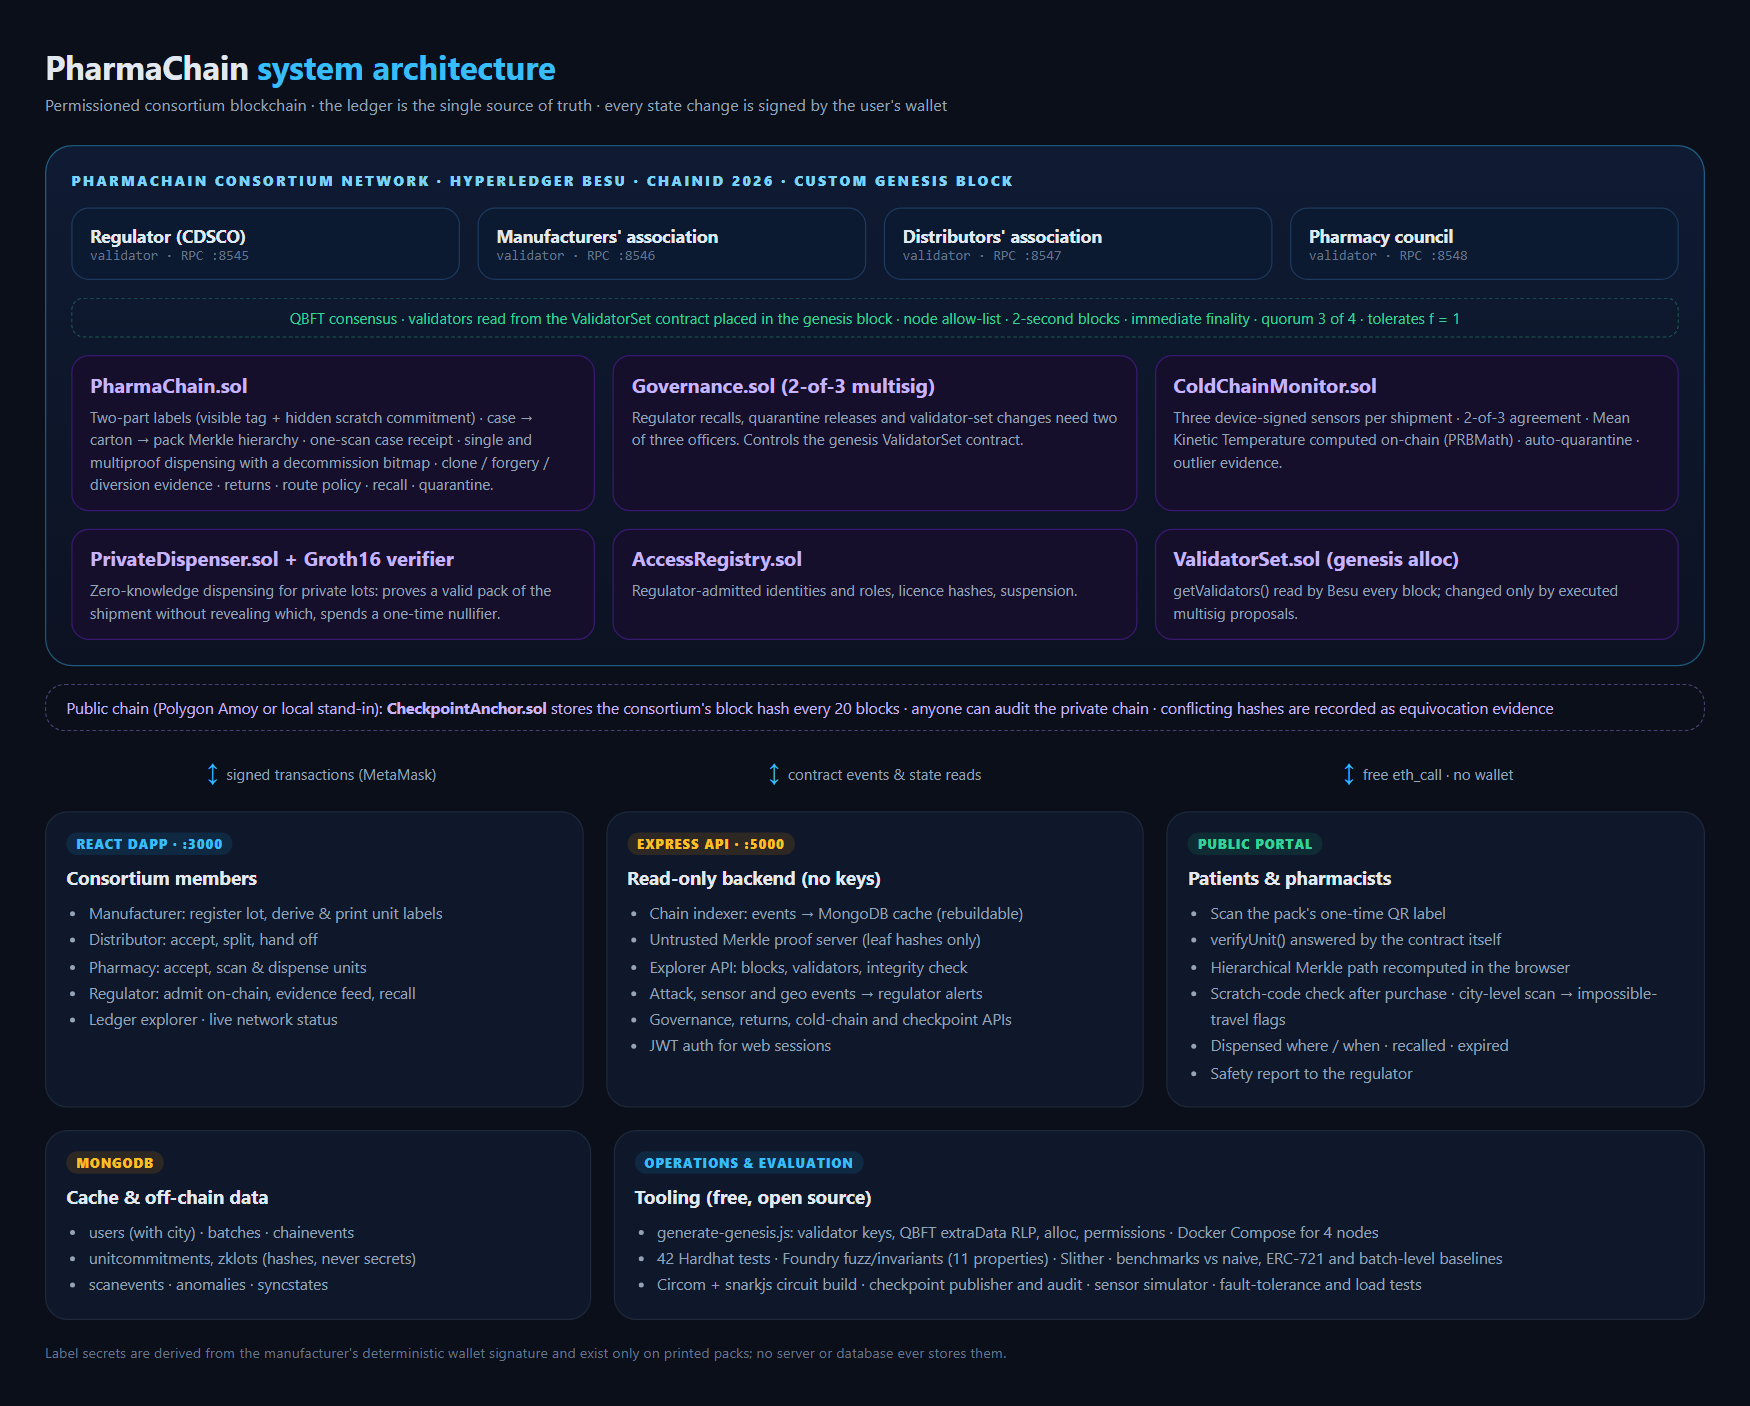 PharmaChain system architecture
Permissioned consortium blockchain · the ledger is the single source of truth · every state change is signed by the user's wallet
PHARMACHAIN CONSORTIUM NETWORK · HYPERLEDGER BESU · CHAINID 2026 · CUSTOM GENESIS BLOCK
Regulator (CDSCO)
validator · RPC :8545
Manufacturers' association
validator · RPC :8546
Distributors' association
validator · RPC :8547
Pharmacy council
validator · RPC :8548
QBFT consensus · validators read from the ValidatorSet contract placed in the genesis block · node allow-list · 2-second blocks · immediate finality · quorum 3 of 4 · tolerates f = 1
PharmaChain.sol
Two-part labels (visible tag + hidden scratch commitment) · case →
carton → pack Merkle hierarchy · one-scan case receipt · single and
multiproof dispensing with a decommission bitmap · clone / forgery /
diversion evidence · returns · route policy · recall · quarantine.
Governance.sol (2-of-3 multisig)
Regulator recalls, quarantine releases and validator-set changes need two
of three officers. Controls the genesis ValidatorSet contract.
ColdChainMonitor.sol
Three device-signed sensors per shipment · 2-of-3 agreement · Mean
Kinetic Temperature computed on-chain (PRBMath) · auto-quarantine ·
outlier evidence.
PrivateDispenser.sol + Groth16 verifier
Zero-knowledge dispensing for private lots: proves a valid pack of the
shipment without revealing which, spends a one-time nullifier.
AccessRegistry.sol
Regulator-admitted identities and roles, licence hashes, suspension.
ValidatorSet.sol (genesis alloc)
getValidators() read by Besu every block; changed only by executed
multisig proposals.
Public chain (Polygon Amoy or local stand-in): CheckpointAnchor.sol stores the consortium's block hash every 20 blocks · anyone can audit the private chain · conflicting hashes are recorded as equivocation evidence
↕ signed transactions (MetaMask)
↕ contract events & state reads
↕ free eth_call · no wallet
REACT DAPP · :3000
Consortium members
• Manufacturer: register lot, derive & print unit labels
• Distributor: accept, split, hand off
• Pharmacy: accept, scan & dispense units
• Regulator: admit on-chain, evidence feed, recall
• Ledger explorer · live network status
EXPRESS API · :5000
Read-only backend (no keys)
• Chain indexer: events → MongoDB cache (rebuildable)
• Untrusted Merkle proof server (leaf hashes only)
• Explorer API: blocks, validators, integrity check
• Attack, sensor and geo events → regulator alerts
• Governance, returns, cold-chain and checkpoint APIs
• JWT auth for web sessions
PUBLIC PORTAL
Patients & pharmacists
• Scan the pack's one-time QR label
• verifyUnit() answered by the contract itself
• Hierarchical Merkle path recomputed in the browser
• Scratch-code check after purchase · city-level scan → impossible-
travel flags
• Dispensed where / when · recalled · expired
• Safety report to the regulator
MONGODB
Cache & off-chain data
• users (with city) · batches · chainevents
• unitcommitments, zklots (hashes, never secrets)
• scanevents · anomalies · syncstates
OPERATIONS & EVALUATION
Tooling (free, open source)
• generate-genesis.js: validator keys, QBFT extraData RLP, alloc, permissions · Docker Compose for 4 nodes
• 42 Hardhat tests · Foundry fuzz/invariants (11 properties) · Slither · benchmarks vs naive, ERC-721 and batch-level baselines
• Circom + snarkjs circuit build · checkpoint publisher and audit · sensor simulator · fault-tolerance and load tests
Label secrets are derived from the manufacturer's deterministic wallet signature and exist only on printed packs; no server or database ever stores them.